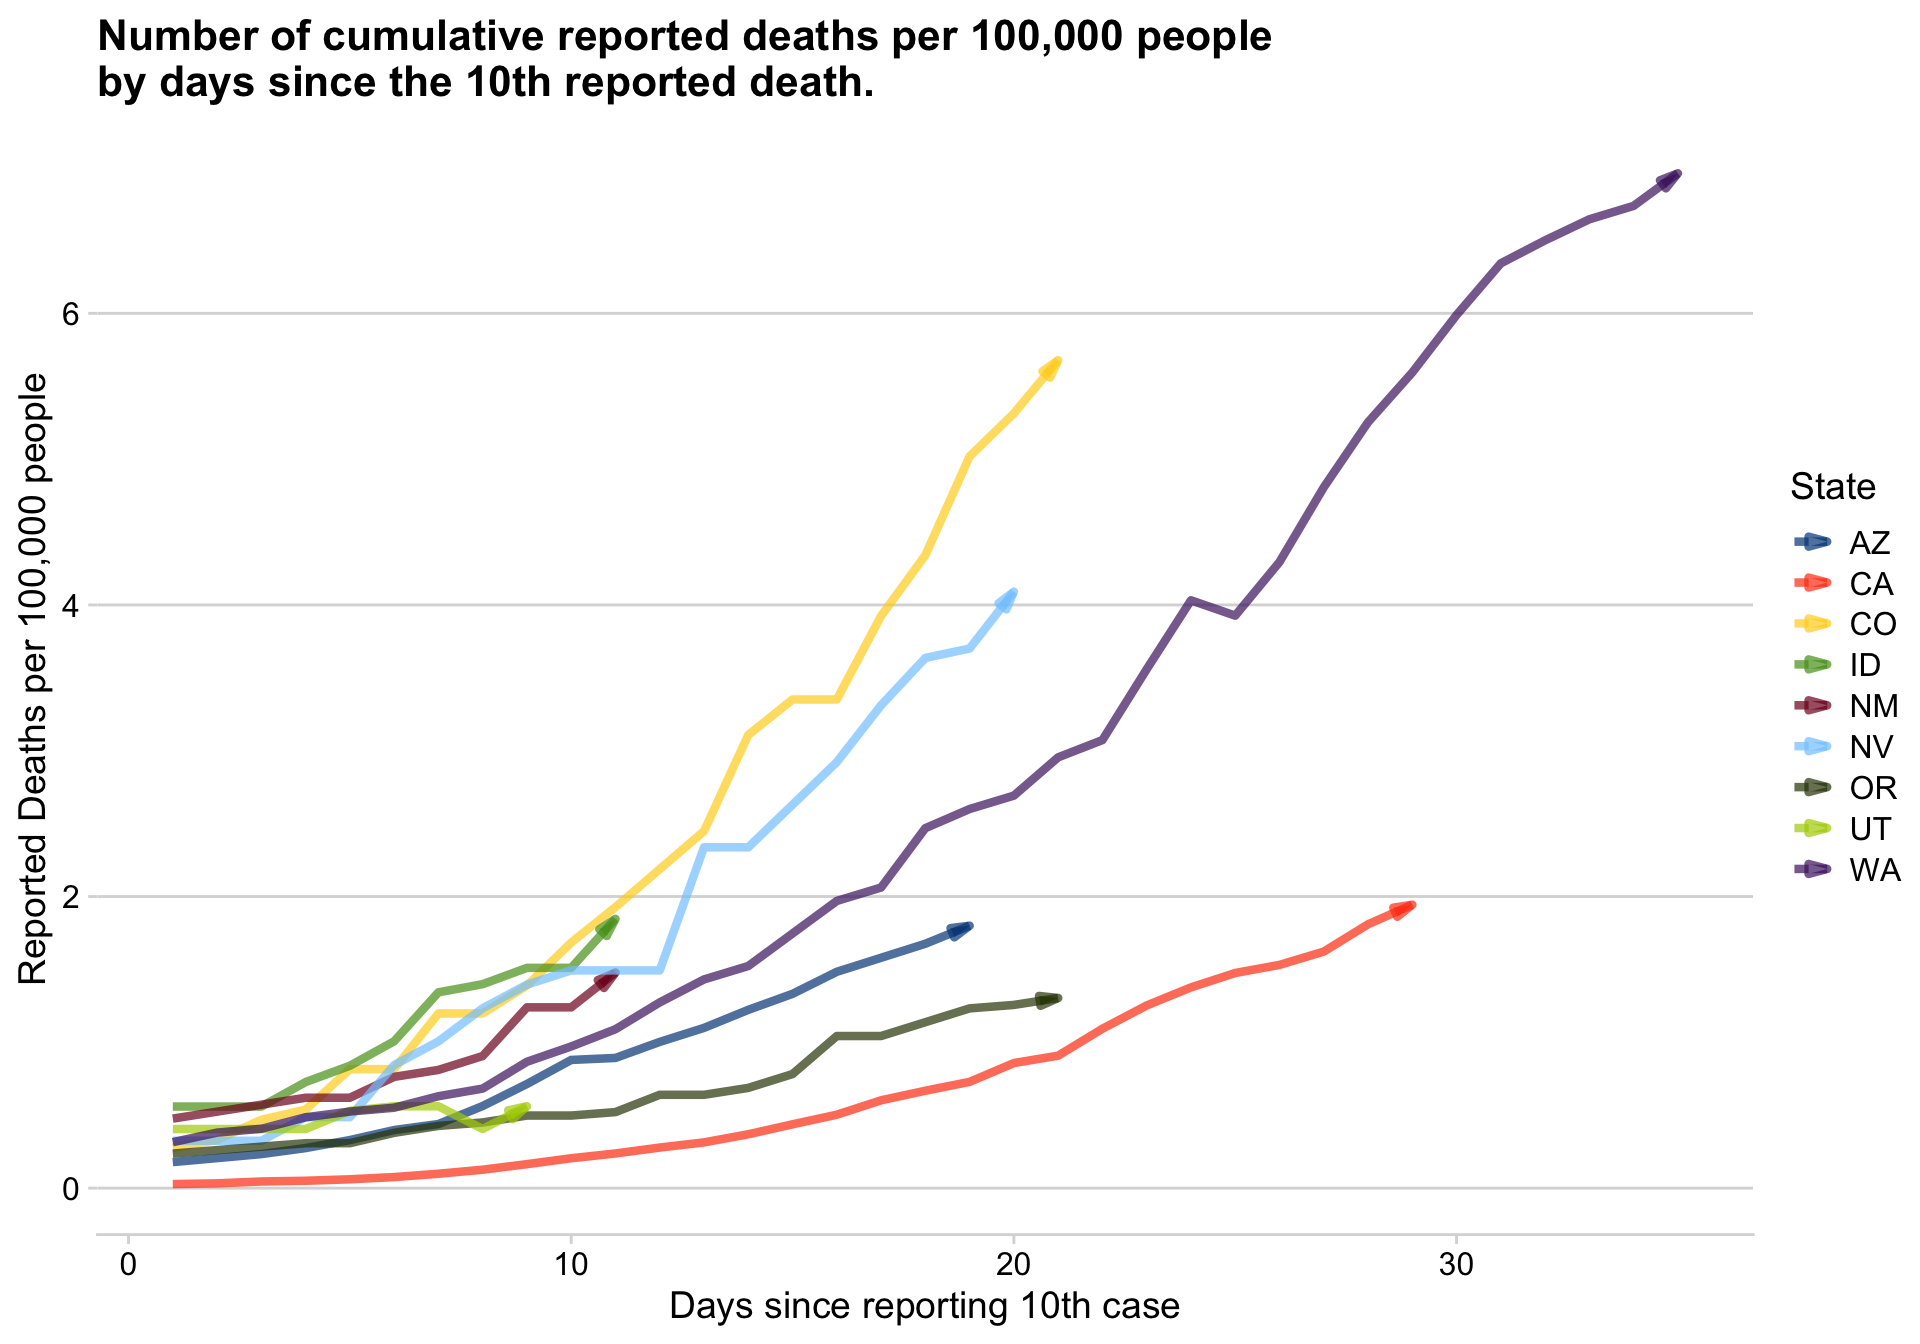 Number of cumulative reported deaths per 100,000 people
by days since the 10th reported death.
Reported Deaths per 100,000 people
6
4
2
0
0
10
20
30
Days since reporting 10th case
State
AZ
CA
CO
ID
NM
NV
OR
UT
WA